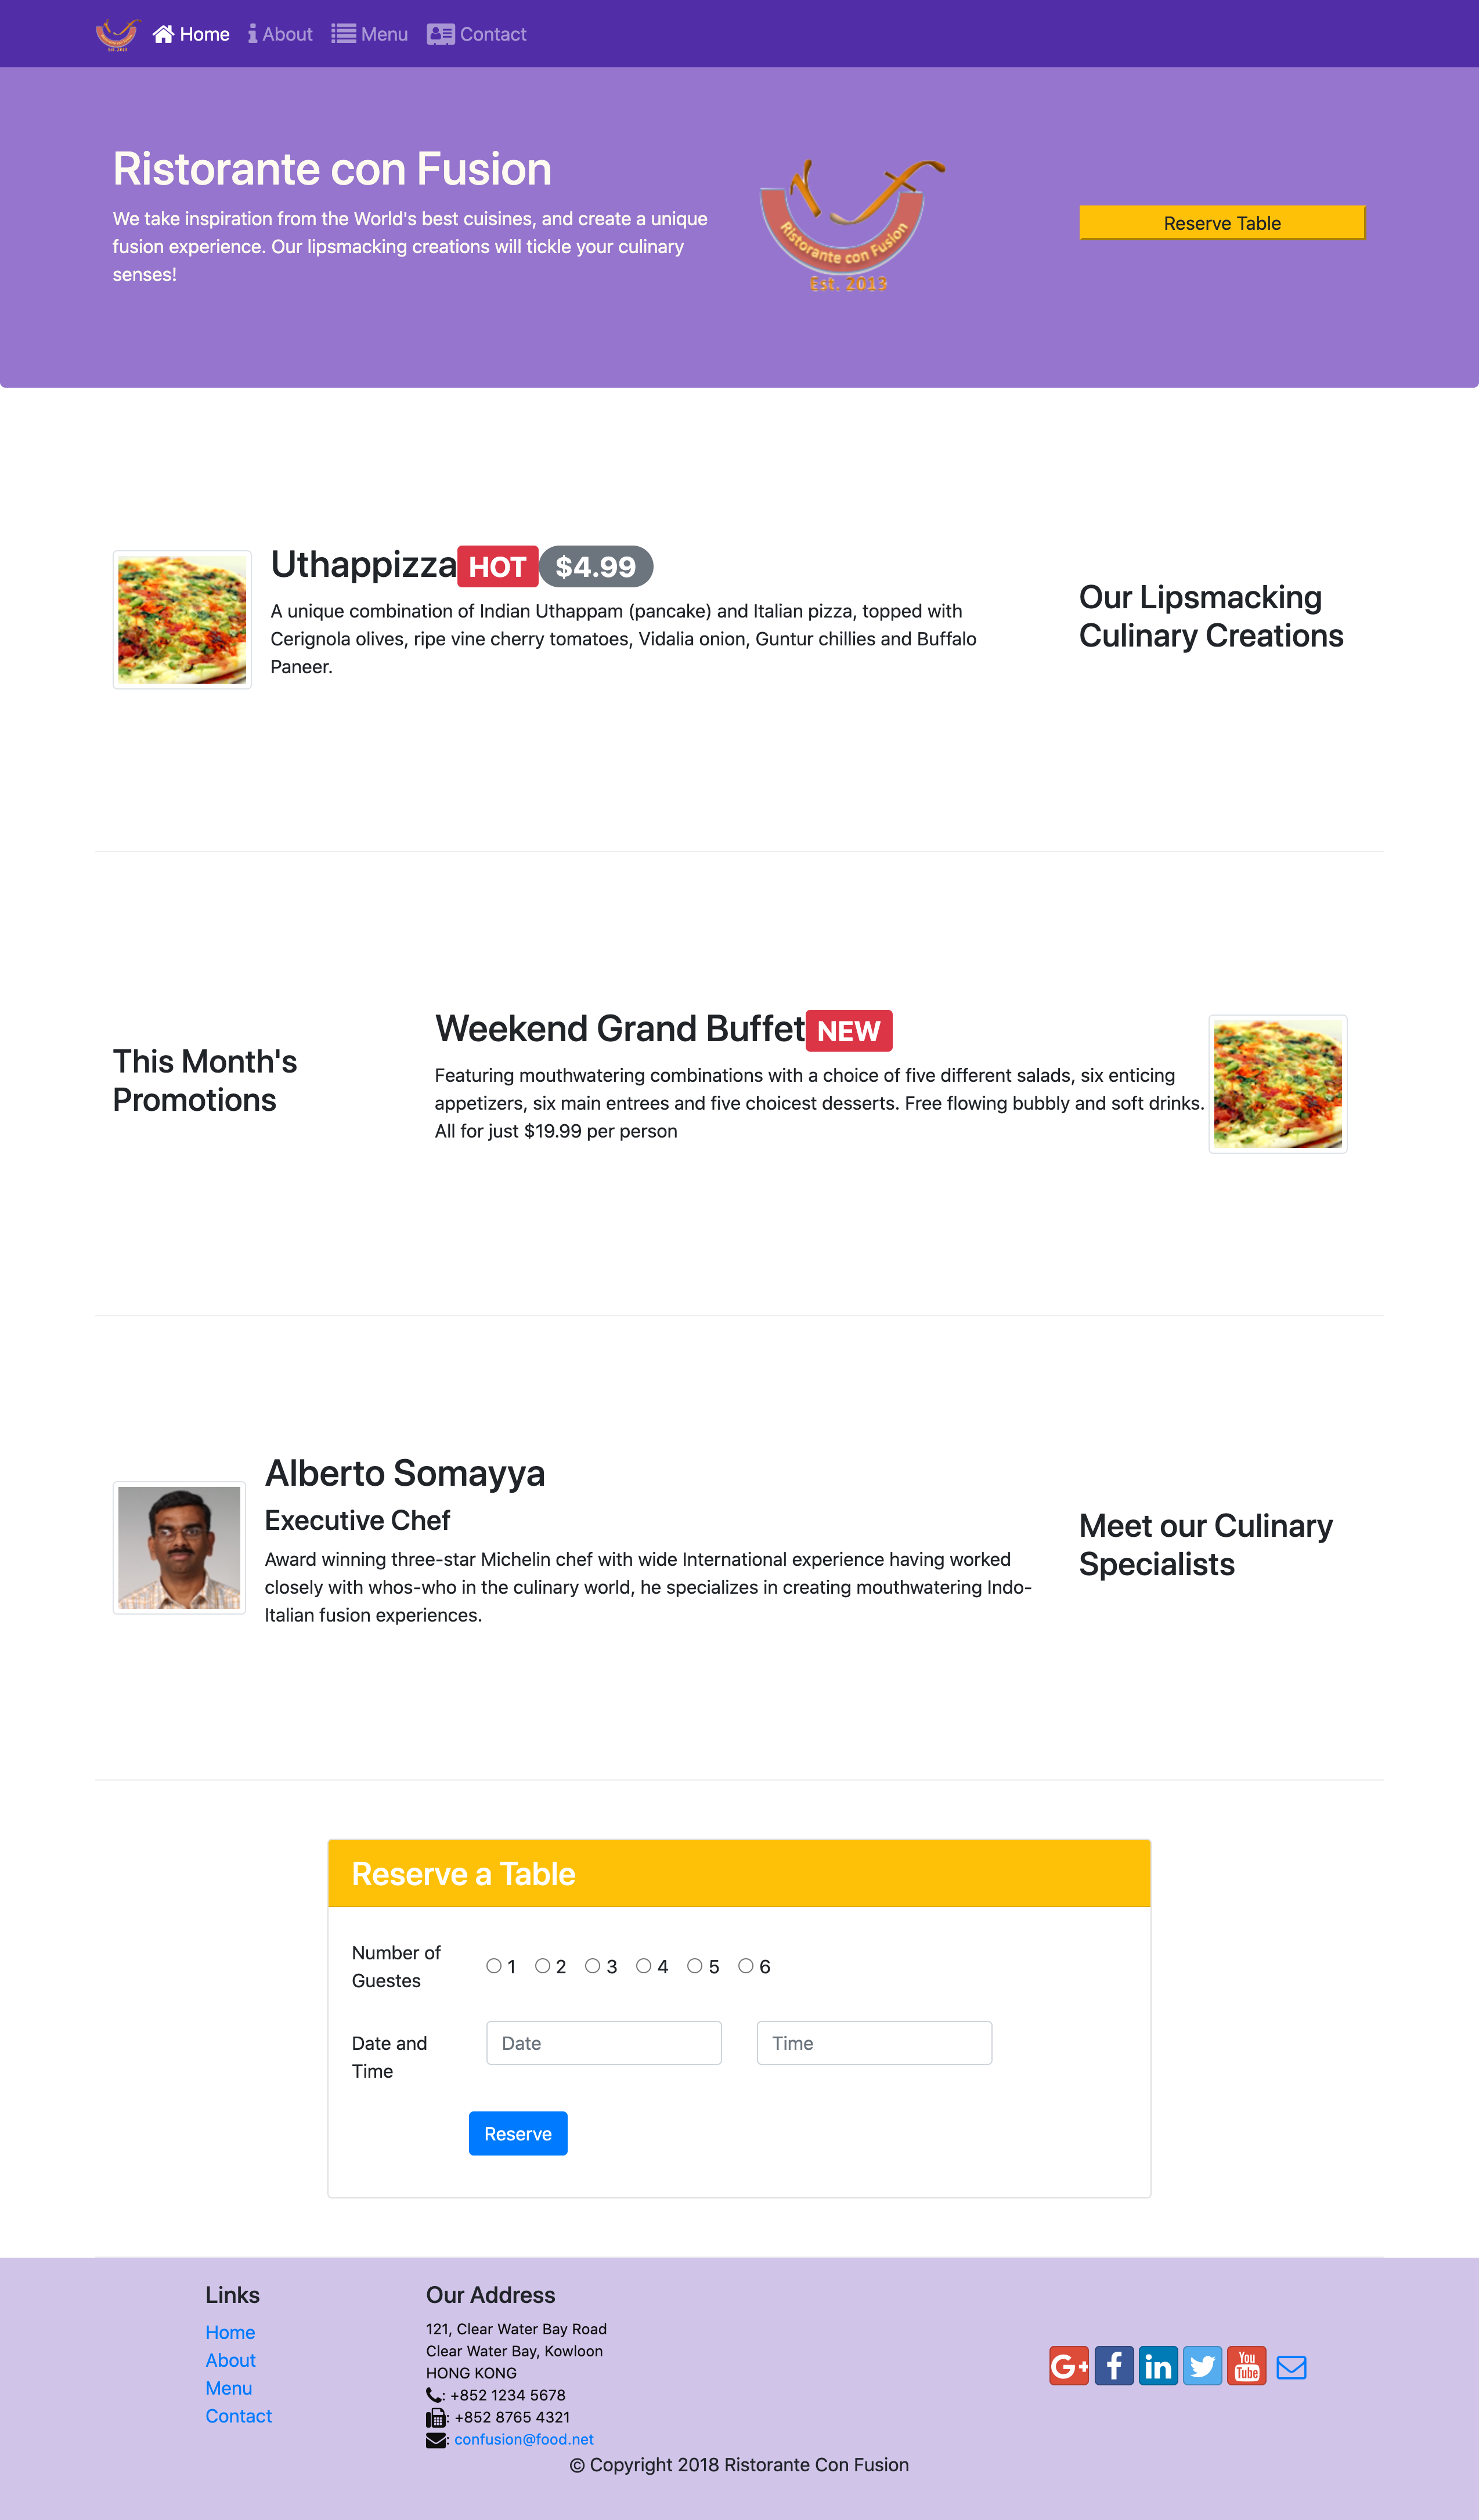 Est. 2013
Home
About
Menu
Contact
Ristorante con Fusion
We take inspiration from the World's best cuisines, and create a unique
fusion experience. Our lipsmacking creations will tickle your culinary
senses!
Ristorante con Fusion
Est. 2013
Reserve Table
Uthappizza HOT $4.99
A unique combination of Indian Uthappam (pancake) and Italian pizza, topped with
Cerignola olives, ripe vine cherry tomatoes, Vidalia onion, Guntur chillies and Buffalo
Paneer.
Our Lipsmacking
Culinary Creations
This Month's
Promotions
Weekend Grand Buffet NEW
Featuring mouthwatering combinations with a choice of five different salads, six enticing
appetizers, six main entrees and five choicest desserts. Free flowing bubbly and soft drinks.
All for just $19.99 per person
Alberto Somayya
Executive Chef
Award winning three-star Michelin chef with wide International experience having worked
closely with whos-who in the culinary world, he specializes in creating mouthwatering Indo-
Italian fusion experiences.
Meet our Culinary
Specialists
Reserve a Table
Number of
Guestes
1 2 3 4 5 6
Date and
Time
Date
Time
Reserve
Links
Home
About
Menu
Contact
Our Address
121, Clear Water Bay Road
Clear Water Bay, Kowloon
HONG KONG
: +852 1234 5678
: +852 8765 4321
: confusion@food.net
G+ f in You Tube
© Copyright 2018 Ristorante Con Fusion